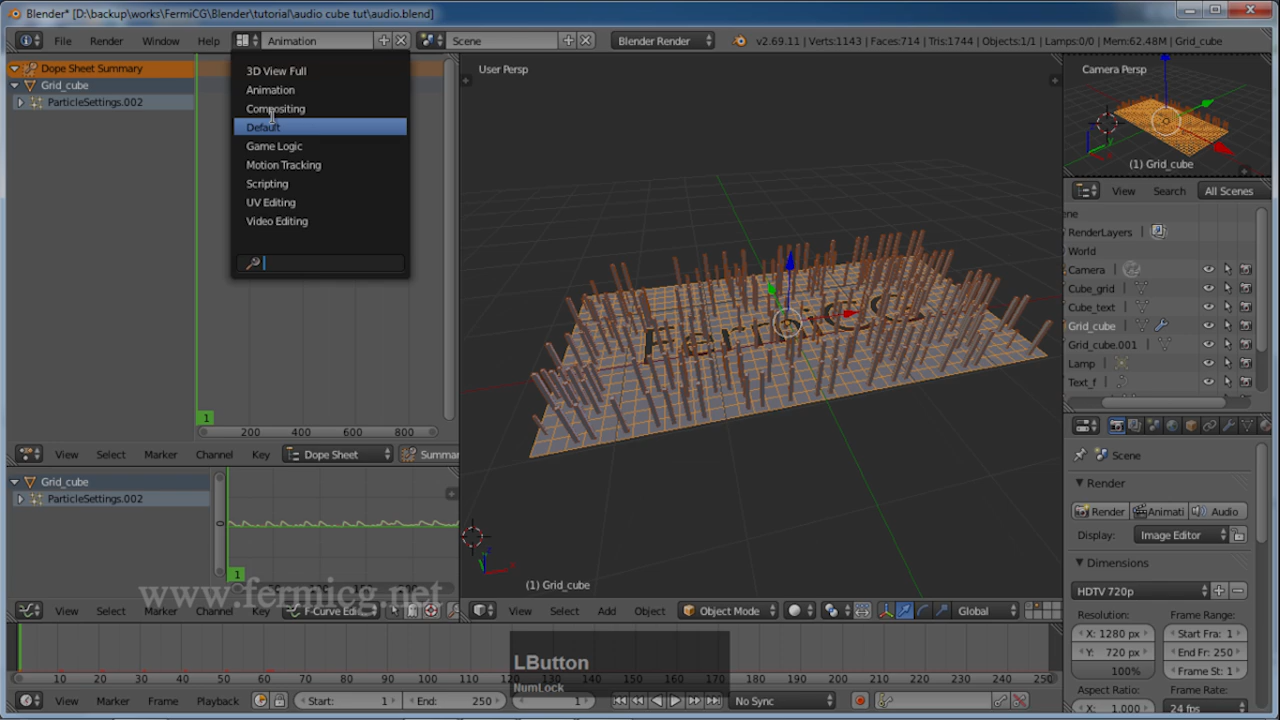 Blender* [D:\backup\works\FermiCG\Blender\tutorial\audio cube tut\audio.blend]
File Render Window Help Animation Scene Blender Render v2.69.11 | Verts:1143 | Faces:714 | Tris:1744 | Objects:1/1 | Lamps:0/0 | Mem:62.48M | Grid_cube
Dope Sheet Summary
Grid_cube
ParticleSettings.002
3D View Full
Animation
Compositing
Default
Game Logic
Motion Tracking
Scripting
UV Editing
Video Editing
1
200 400 600 800
View Select Marker Channel Key Dope Sheet Summar
Grid_cube
ParticleSettings.002
1
www.fermicg.net
View Select Marker Channel Key F-Curve Edi
User Persp
FermiCG
(1) Grid_cube
View Select Add Object Object Mode Global
Camera Persp
(1) Grid_cube
View Search All Scenes
ne
RenderLayers
World
Camera
Cube_grid
Cube_text
Grid_cube
Grid_cube.001
Lamp
Text_f
Scene
Render
Render Animati Audio
Display: Image Editor
Dimensions
HDTV 720p
Resolution: Frame Range:
X: 1280 px Start Fra: 1
Y: 720 px End Fr: 250
100% Frame St: 1
Aspect Ratio: Frame Rate:
X: 1.000 24 fps
LButton
NumLock
10 20 30 40 50 60 70 80 90 100 110 120 130 140 150 160 170 180 190 200 210 220 230 240 250
View Marker Frame Playback Start: 1 End: 250 1 No Sync